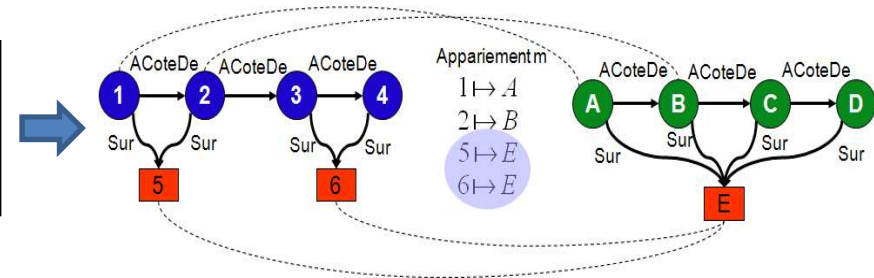 ACoteDe
ACoteDe
ACoteDe
1
2
3
4
Sur
Sur
Sur
Sur
5
6
Appariement m
1 ↦ A
2 ↦ B
5 ↦ E
6 ↦ E
ACoteDe
ACoteDe
ACoteDe
A
B
C
D
Sur
Sur
Sur
Sur
E